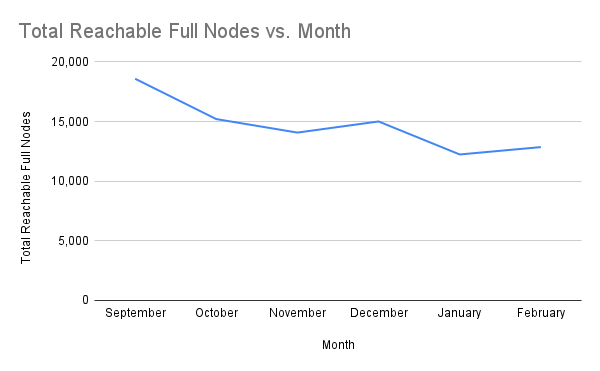 Total Reachable Full Nodes vs. Month
Total Reachable Full Nodes
20,000
15,000
10,000
5,000
0
September October November December January February
Month